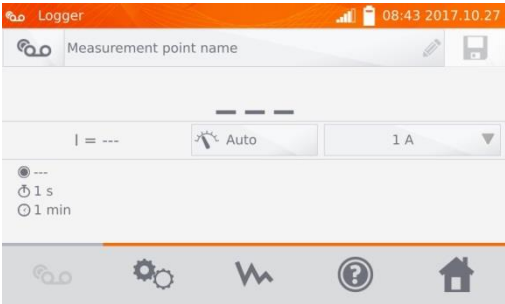 Logger 08:43 2017.10.27
Measurement point name
---
I = --- Auto 1 A
---
1 s
1 min
?